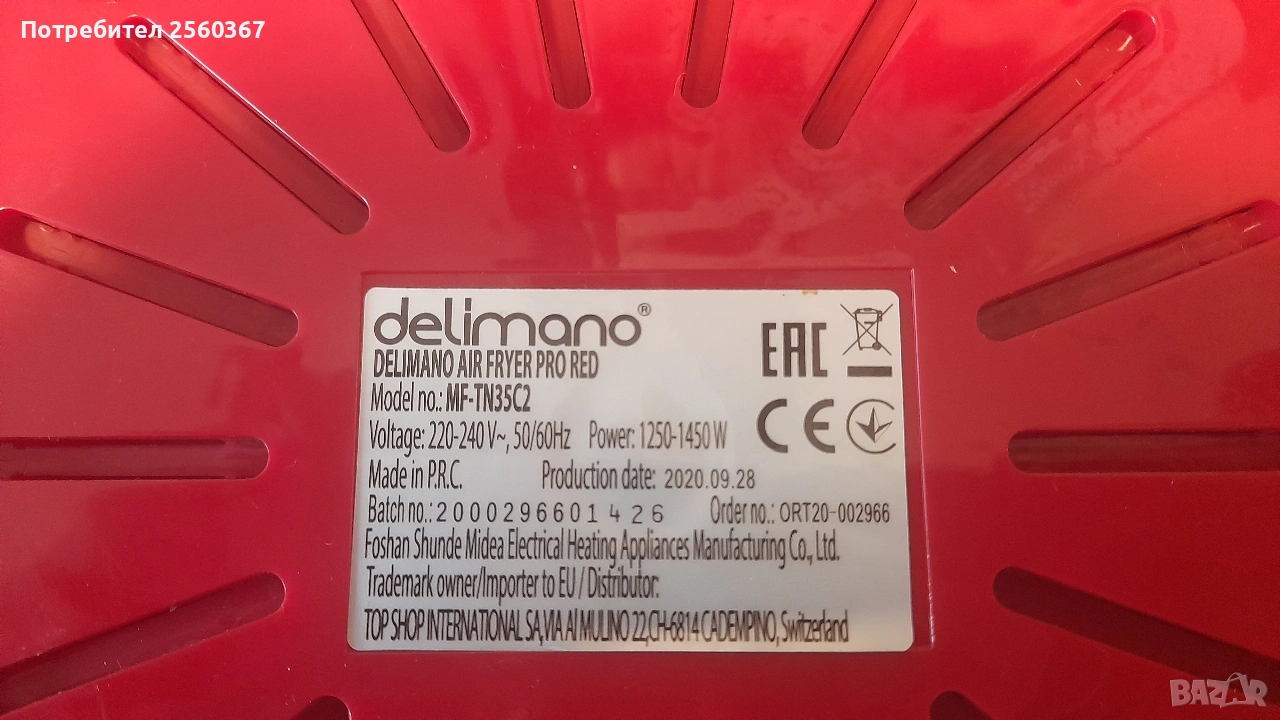 Потребител 2560367
delimano®
DELIMANO AIR FRYER PRO RED
EAC
Model no.: MF-TN35C2
CE
Voltage: 220-240 V~, 50/60Hz Power: 1250-1450 W
Made in P.R.C. Production date: 2020.09.28
Batch no.: 2000296601426 Order no.: ORT20-002966
Foshan Shunde Midea Electrical Heating Appliances Manufacturing Co., Ltd.
Trademark owner/Importer to EU / Distributor:
TOP SHOP INTERNATIONAL SA, VIA Al MULINO 22, CH-6814 CADEMPINO, Switzerland
BAZAR